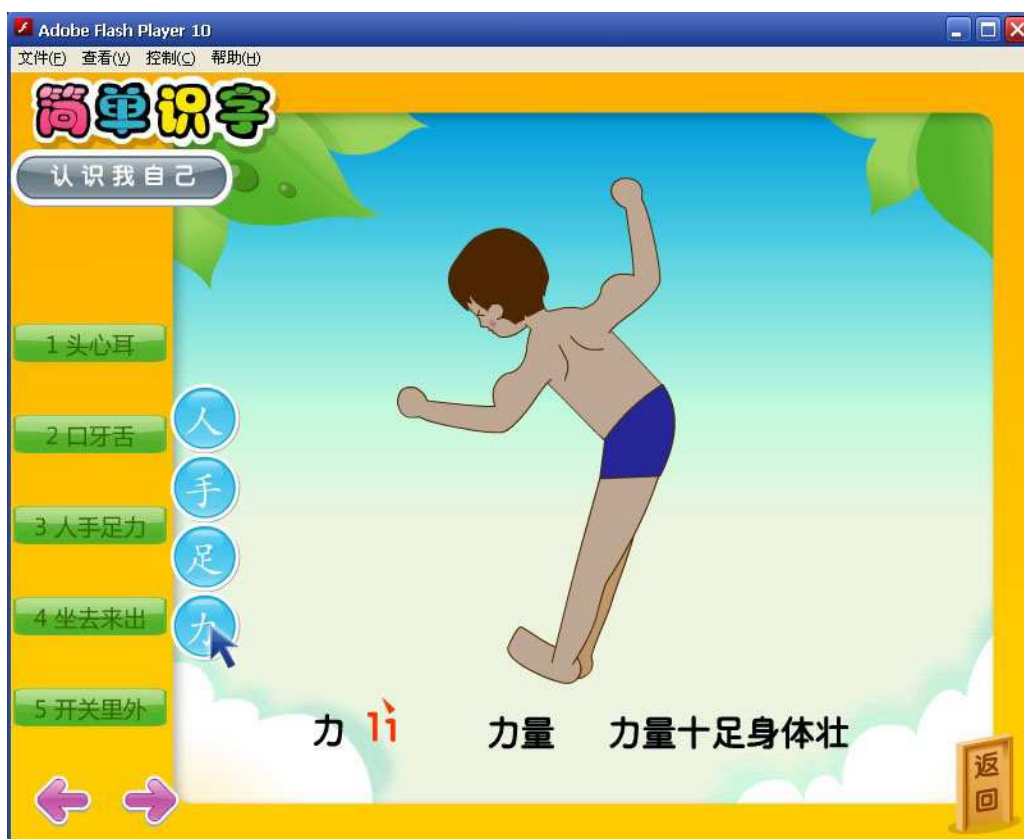 Adobe Flash Player 10
文件(F) 查看(V) 控制(C) 帮助(H)
简单识字
认识我自己
1 头心耳
2 口牙舌
3 人手足力
4 坐去来出
5 开关里外
人
手
足
力
力 lì 力量 力量十足身体壮
返回